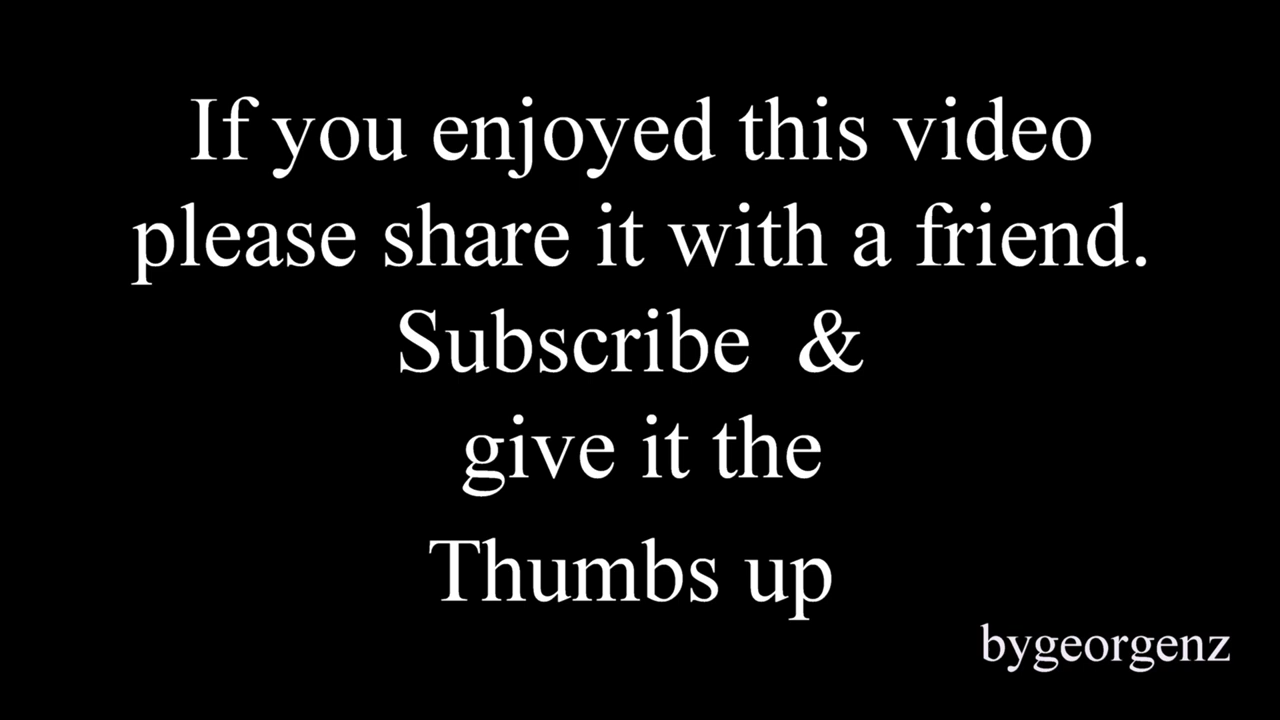 If you enjoyed this video
please share it with a friend.
Subscribe &
give it the
Thumbs up
bygeorgenz